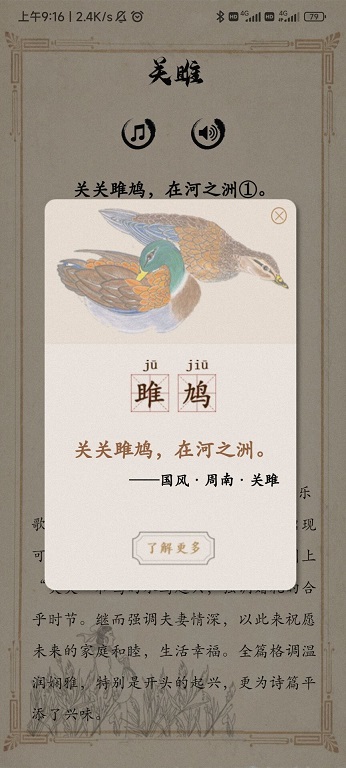 上午9:16 | 2.4K/s
HD 4G HD 4G 79
关雎
关关雎鸠，在河之洲①。
jū jiū
雎鸠
关关雎鸠，在河之洲。
——国风·周南·关雎
了解更多
乐
歌 现
可 上
乎时节。继而强调夫妻情深，以此来祝愿
未来的家庭和睦，生活幸福。全篇格调温
润娴雅，特别是开头的起兴，更为诗篇平
添了兴味。